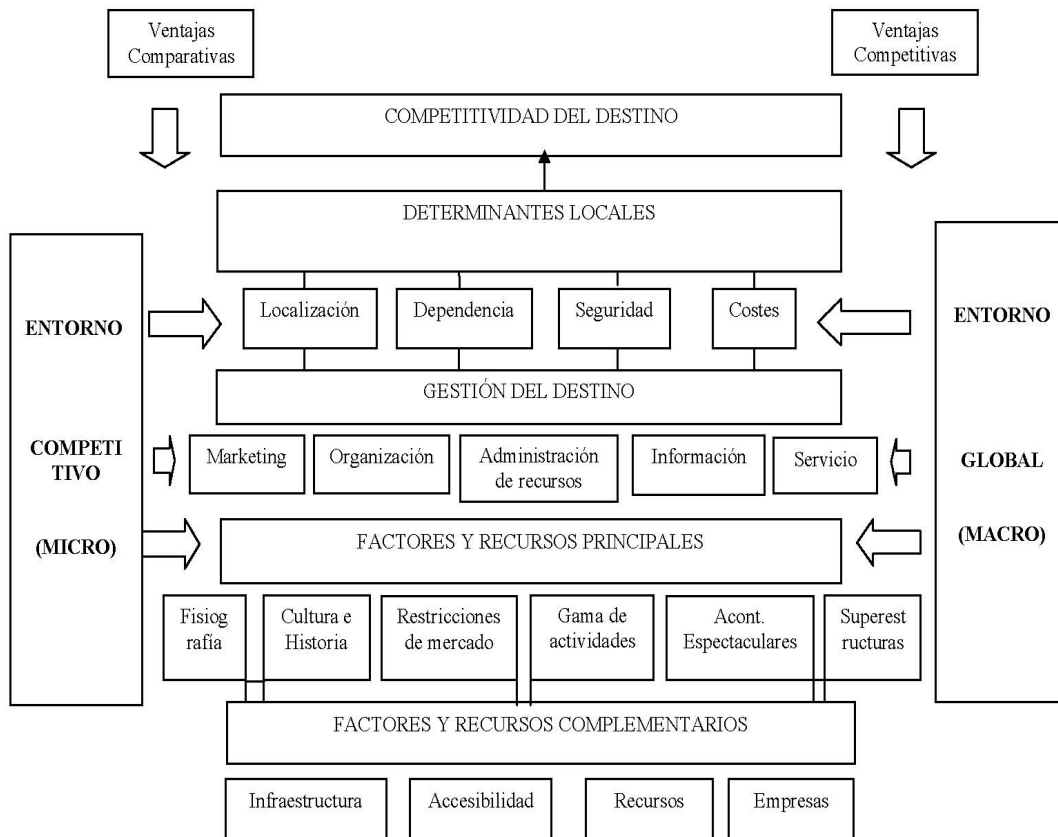 Ventajas
Comparativas
Ventajas
Competitivas
COMPETITIVIDAD DEL DESTINO
DETERMINANTES LOCALES
Localización
Dependencia
Seguridad
Costes
ENTORNO
COMPETI
TIVO
(MICRO)
ENTORNO
GLOBAL
(MACRO)
GESTIÓN DEL DESTINO
Marketing
Organización
Administración
de recursos
Información
Servicio
FACTORES Y RECURSOS PRINCIPALES
Fisiog
rafía
Cultura e
Historia
Restricciones
de mercado
Gama de
actividades
Acont.
Espectaculares
Superest
ructuras
FACTORES Y RECURSOS COMPLEMENTARIOS
Infraestructura
Accesibilidad
Recursos
Empresas